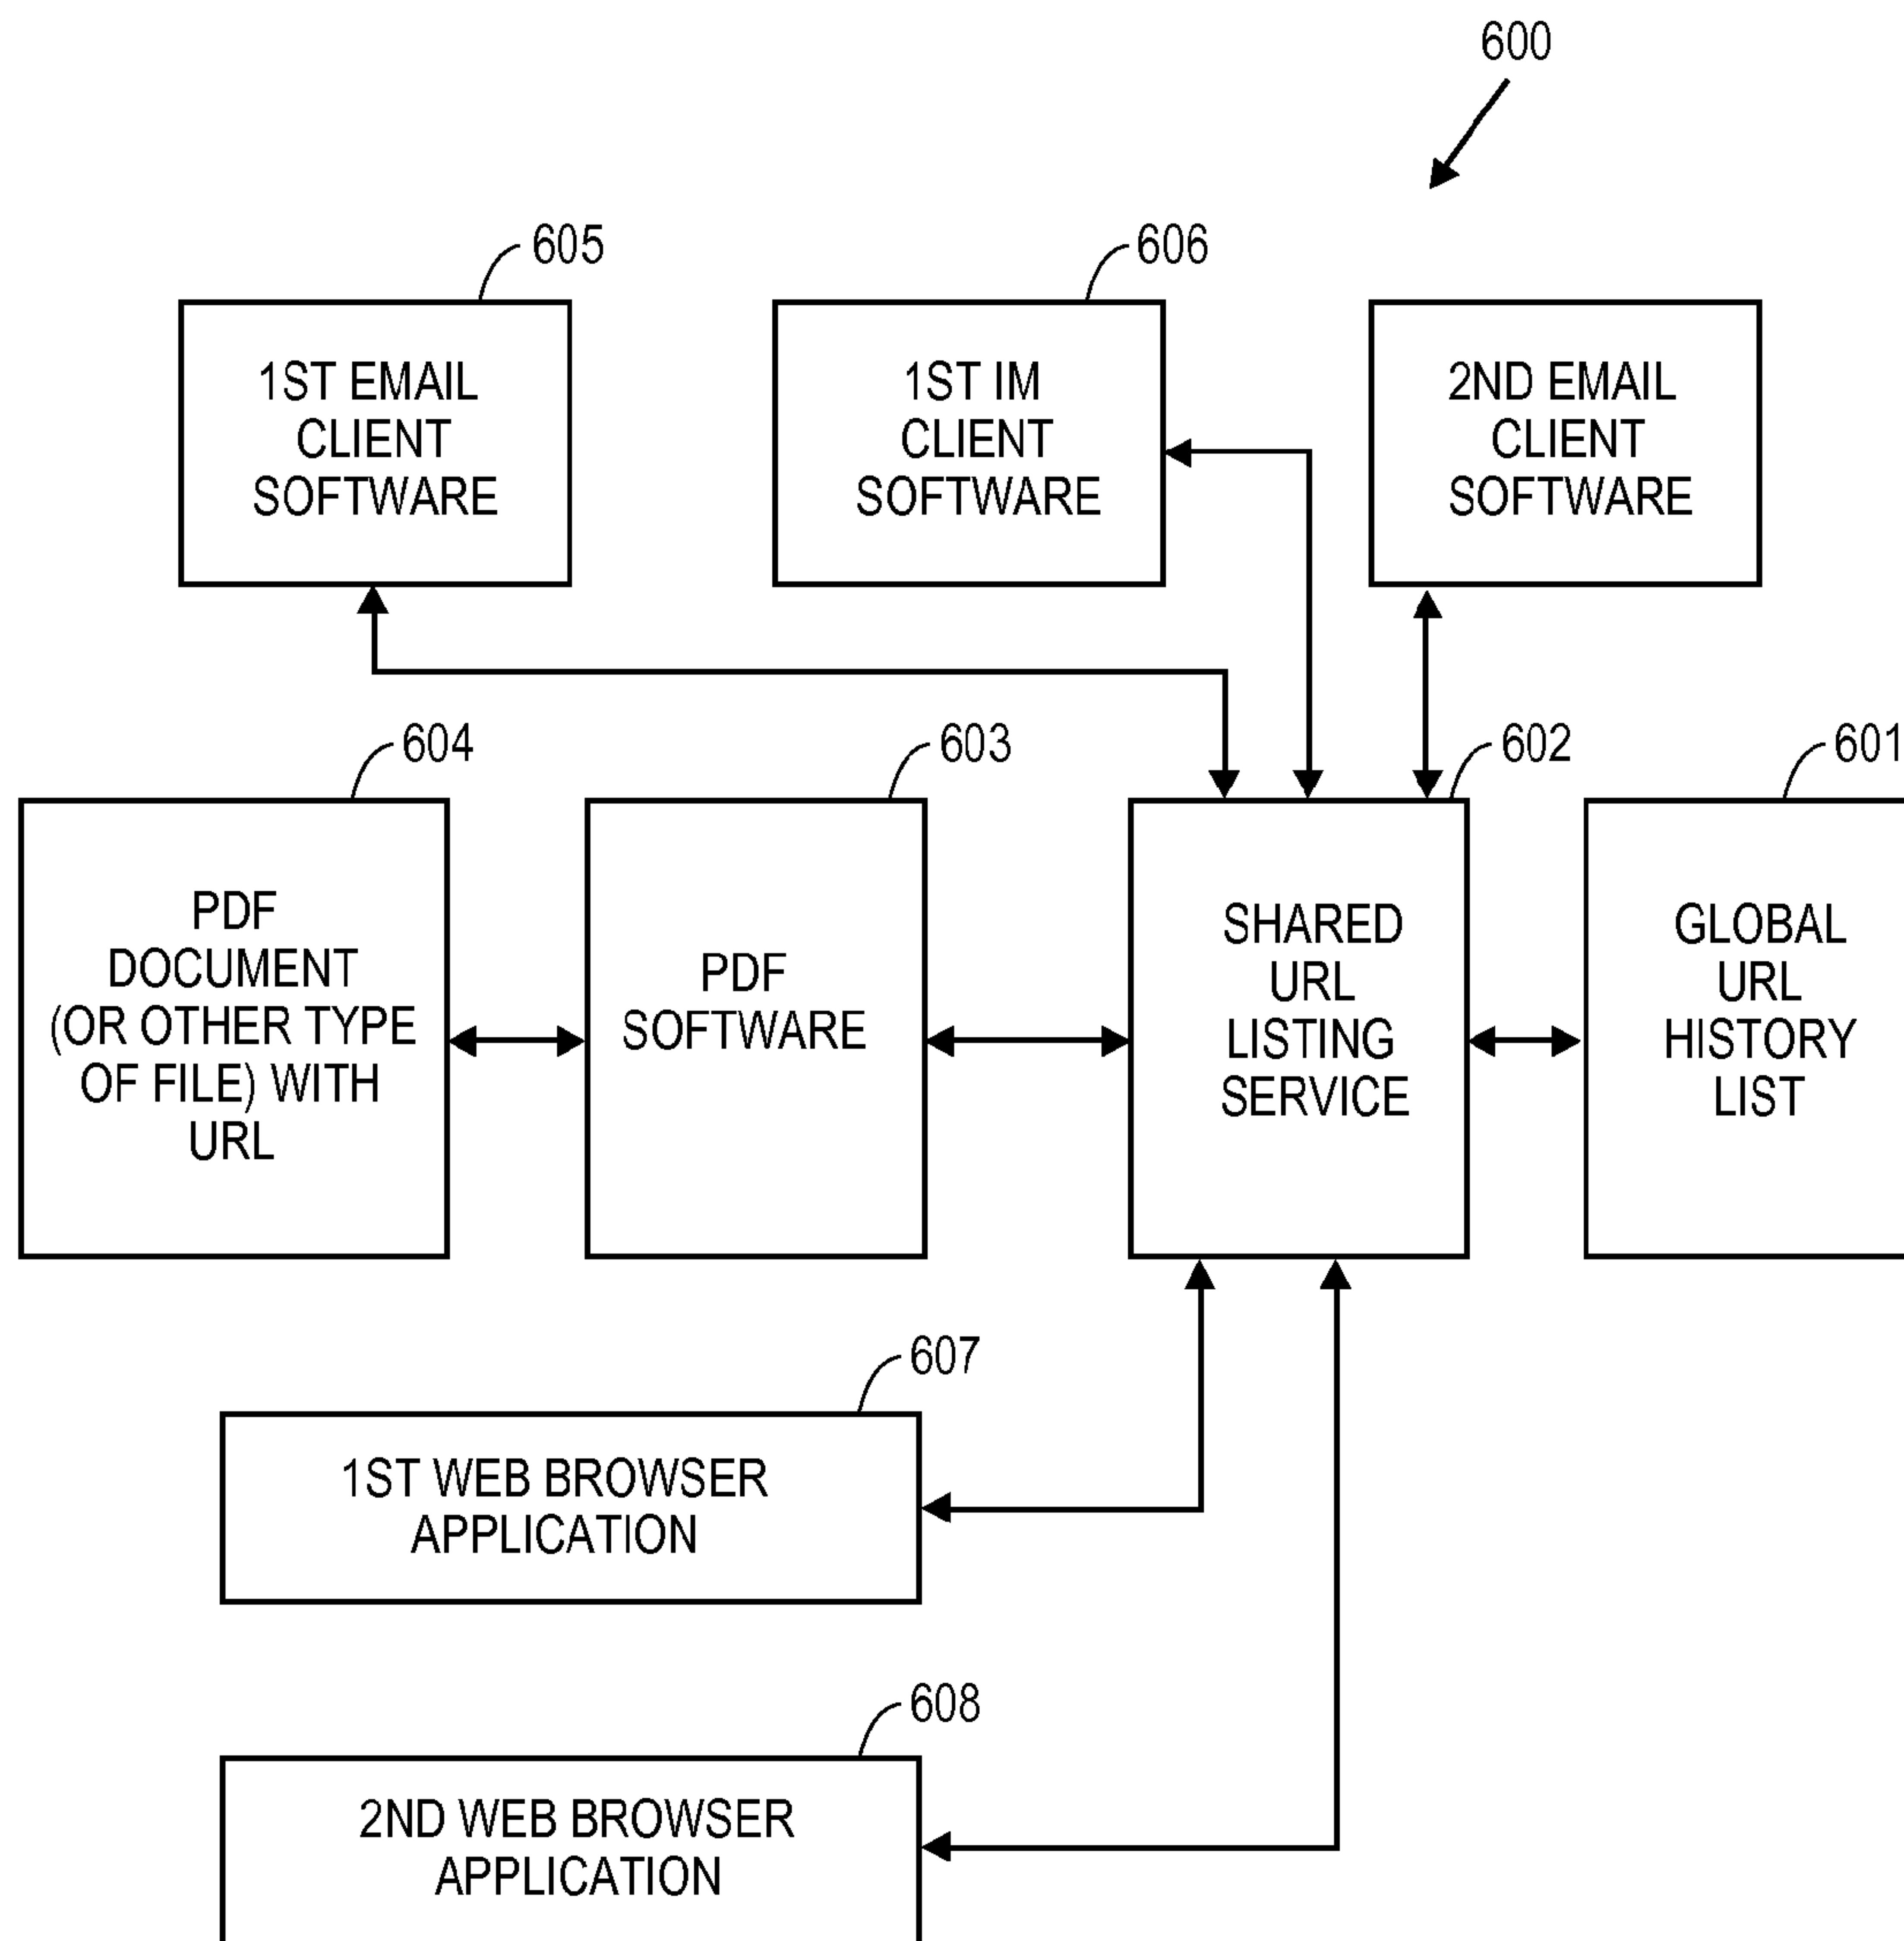 600
605
606
1ST EMAIL
CLIENT
SOFTWARE
1ST IM
CLIENT
SOFTWARE
2ND EMAIL
CLIENT
SOFTWARE
604
603
602
601
PDF
DOCUMENT
(OR OTHER TYPE
OF FILE) WITH
URL
PDF
SOFTWARE
SHARED
URL
LISTING
SERVICE
GLOBAL
URL
HISTORY
LIST
607
1ST WEB BROWSER
APPLICATION
608
2ND WEB BROWSER
APPLICATION